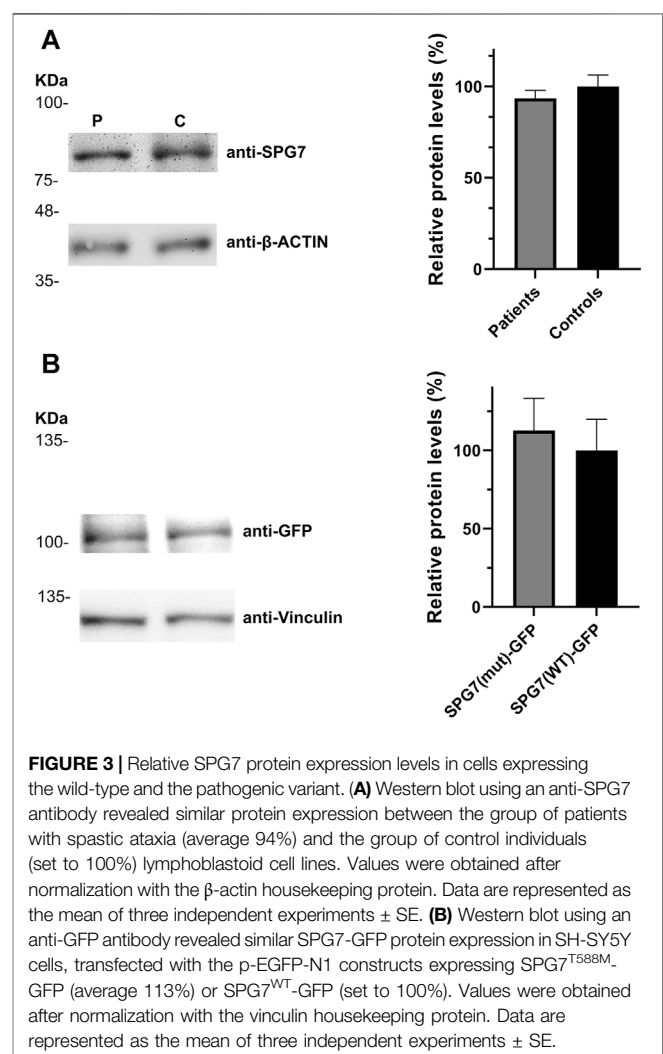 A
KDa
100-
P C
anti-SPG7
75-
48-
anti-β-ACTIN
35-
Relative protein levels (%)
100
50
0
Patients
Controls
B
KDa
135-
anti-GFP
100-
135-
anti-Vinculin
Relative protein levels (%)
100
50
0
SPG7(mut)-GFP
SPG7(WT)-GFP
FIGURE 3 | Relative SPG7 protein expression levels in cells expressing
the wild-type and the pathogenic variant. (A) Western blot using an anti-SPG7
antibody revealed similar protein expression between the group of patients
with spastic ataxia (average 94%) and the group of control individuals
(set to 100%) lymphoblastoid cell lines. Values were obtained after
normalization with the β-actin housekeeping protein. Data are represented as
the mean of three independent experiments ± SE. (B) Western blot using an
anti-GFP antibody revealed similar SPG7-GFP protein expression in SH-SY5Y
cells, transfected with the p-EGFP-N1 constructs expressing SPG7T588M-
GFP (average 113%) or SPG7WT-GFP (set to 100%). Values were obtained
after normalization with the vinculin housekeeping protein. Data are
represented as the mean of three independent experiments ± SE.